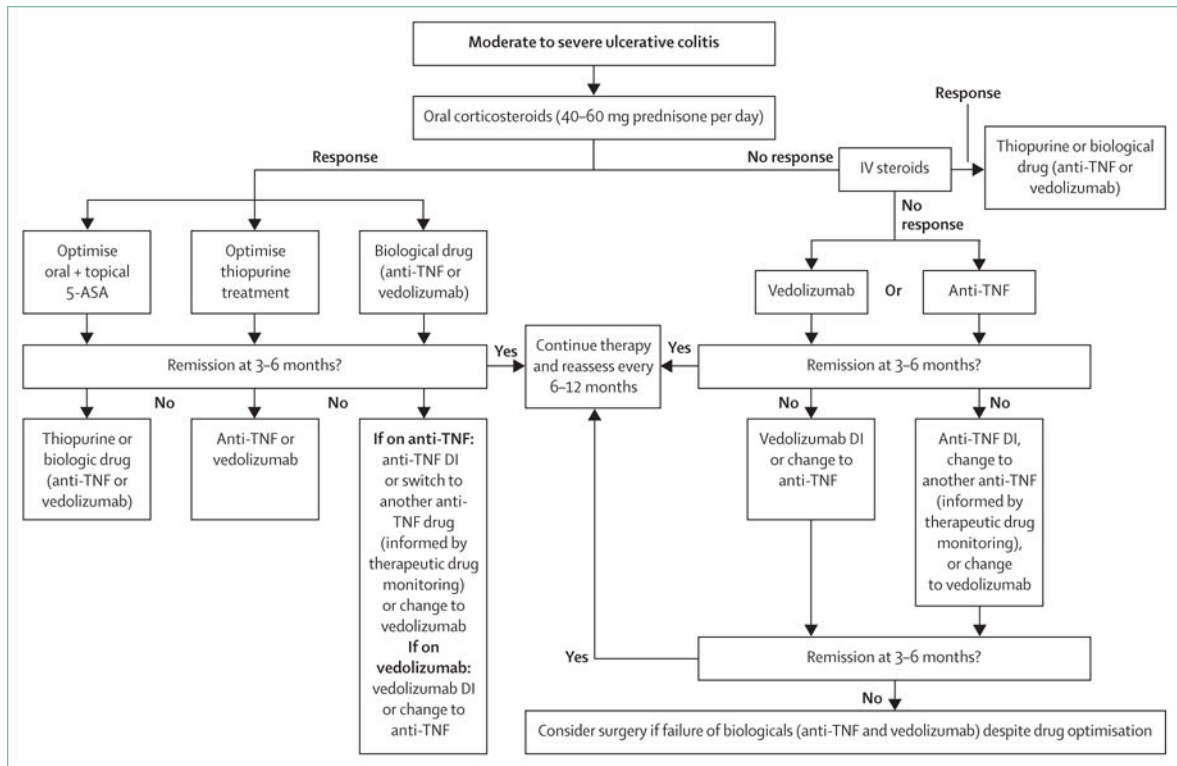 Moderate to severe ulcerative colitis
Oral corticosteroids (40–60 mg prednisone per day)
Response
No response
IV steroids
Response
Thiopurine or biological
drug (anti-TNF or
vedolizumab)
No
response
Optimise
oral + topical
5-ASA
Optimise
thiopurine
treatment
Biological drug
(anti-TNF or
vedolizumab)
Vedolizumab
Or
Anti-TNF
Remission at 3–6 months?
Yes
Continue therapy
and reassess every
6–12 months
Yes
Remission at 3–6 months?
No
No
No
No
Thiopurine or
biologic drug
(anti-TNF or
vedolizumab)
Anti-TNF or
vedolizumab
If on anti-TNF:
anti-TNF DI
or switch to
another anti-
TNF drug
(informed by
therapeutic drug
monitoring)
or change to
vedolizumab
If on
vedolizumab:
vedolizumab DI
or change to
anti-TNF
Vedolizumab DI
or change to
anti-TNF
Anti-TNF DI,
change to
another anti-TNF
(informed by
therapeutic drug
monitoring),
or change
to vedolizumab
Yes
Remission at 3–6 months?
No
Consider surgery if failure of biologicals (anti-TNF and vedolizumab) despite drug optimisation